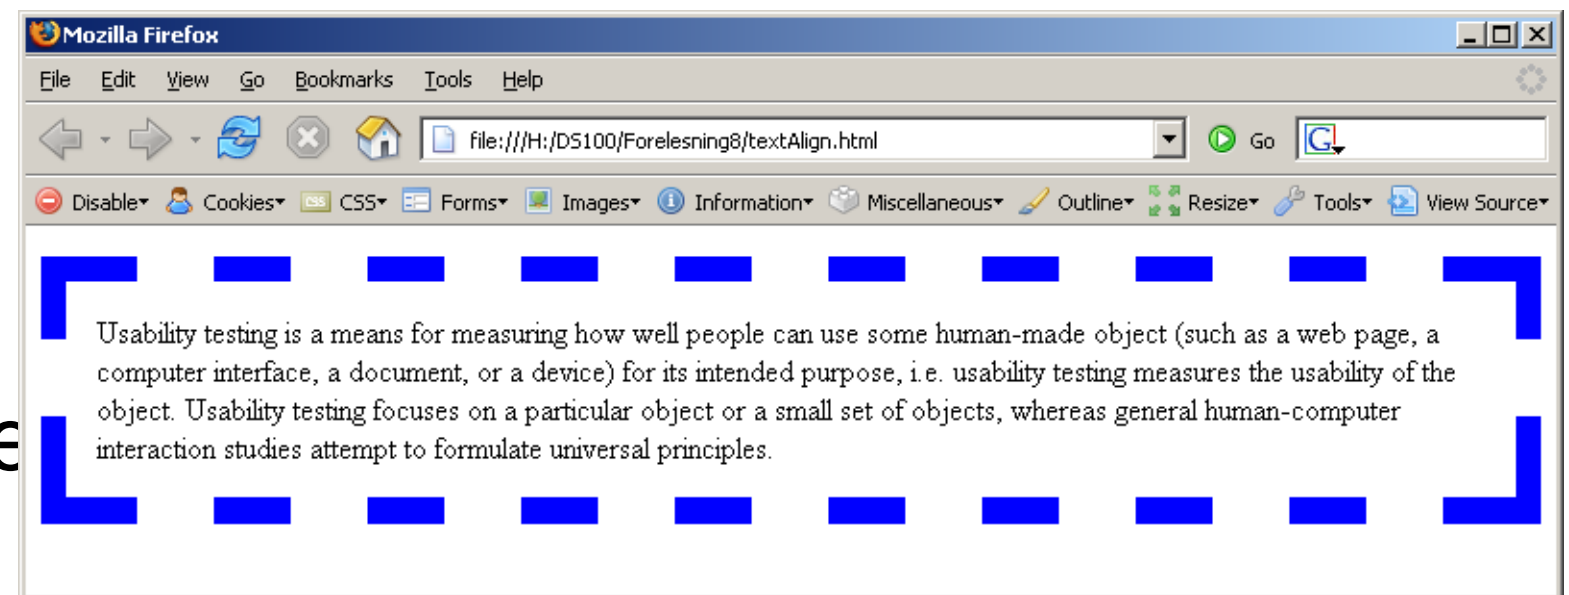 Mozilla Firefox
File Edit View Go Bookmarks Tools Help
file:///H:/DS100/Forelesning8/textAlign.html Go G
Disable Cookies CSS CSS Forms Images Information Miscellaneous Outline Resize Tools View Source
Usability testing is a means for measuring how well people can use some human-made object (such as a web page, a
computer interface, a document, or a device) for its intended purpose, i.e. usability testing measures the usability of the
object. Usability testing focuses on a particular object or a small set of objects, whereas general human-computer
e
interaction studies attempt to formulate universal principles.